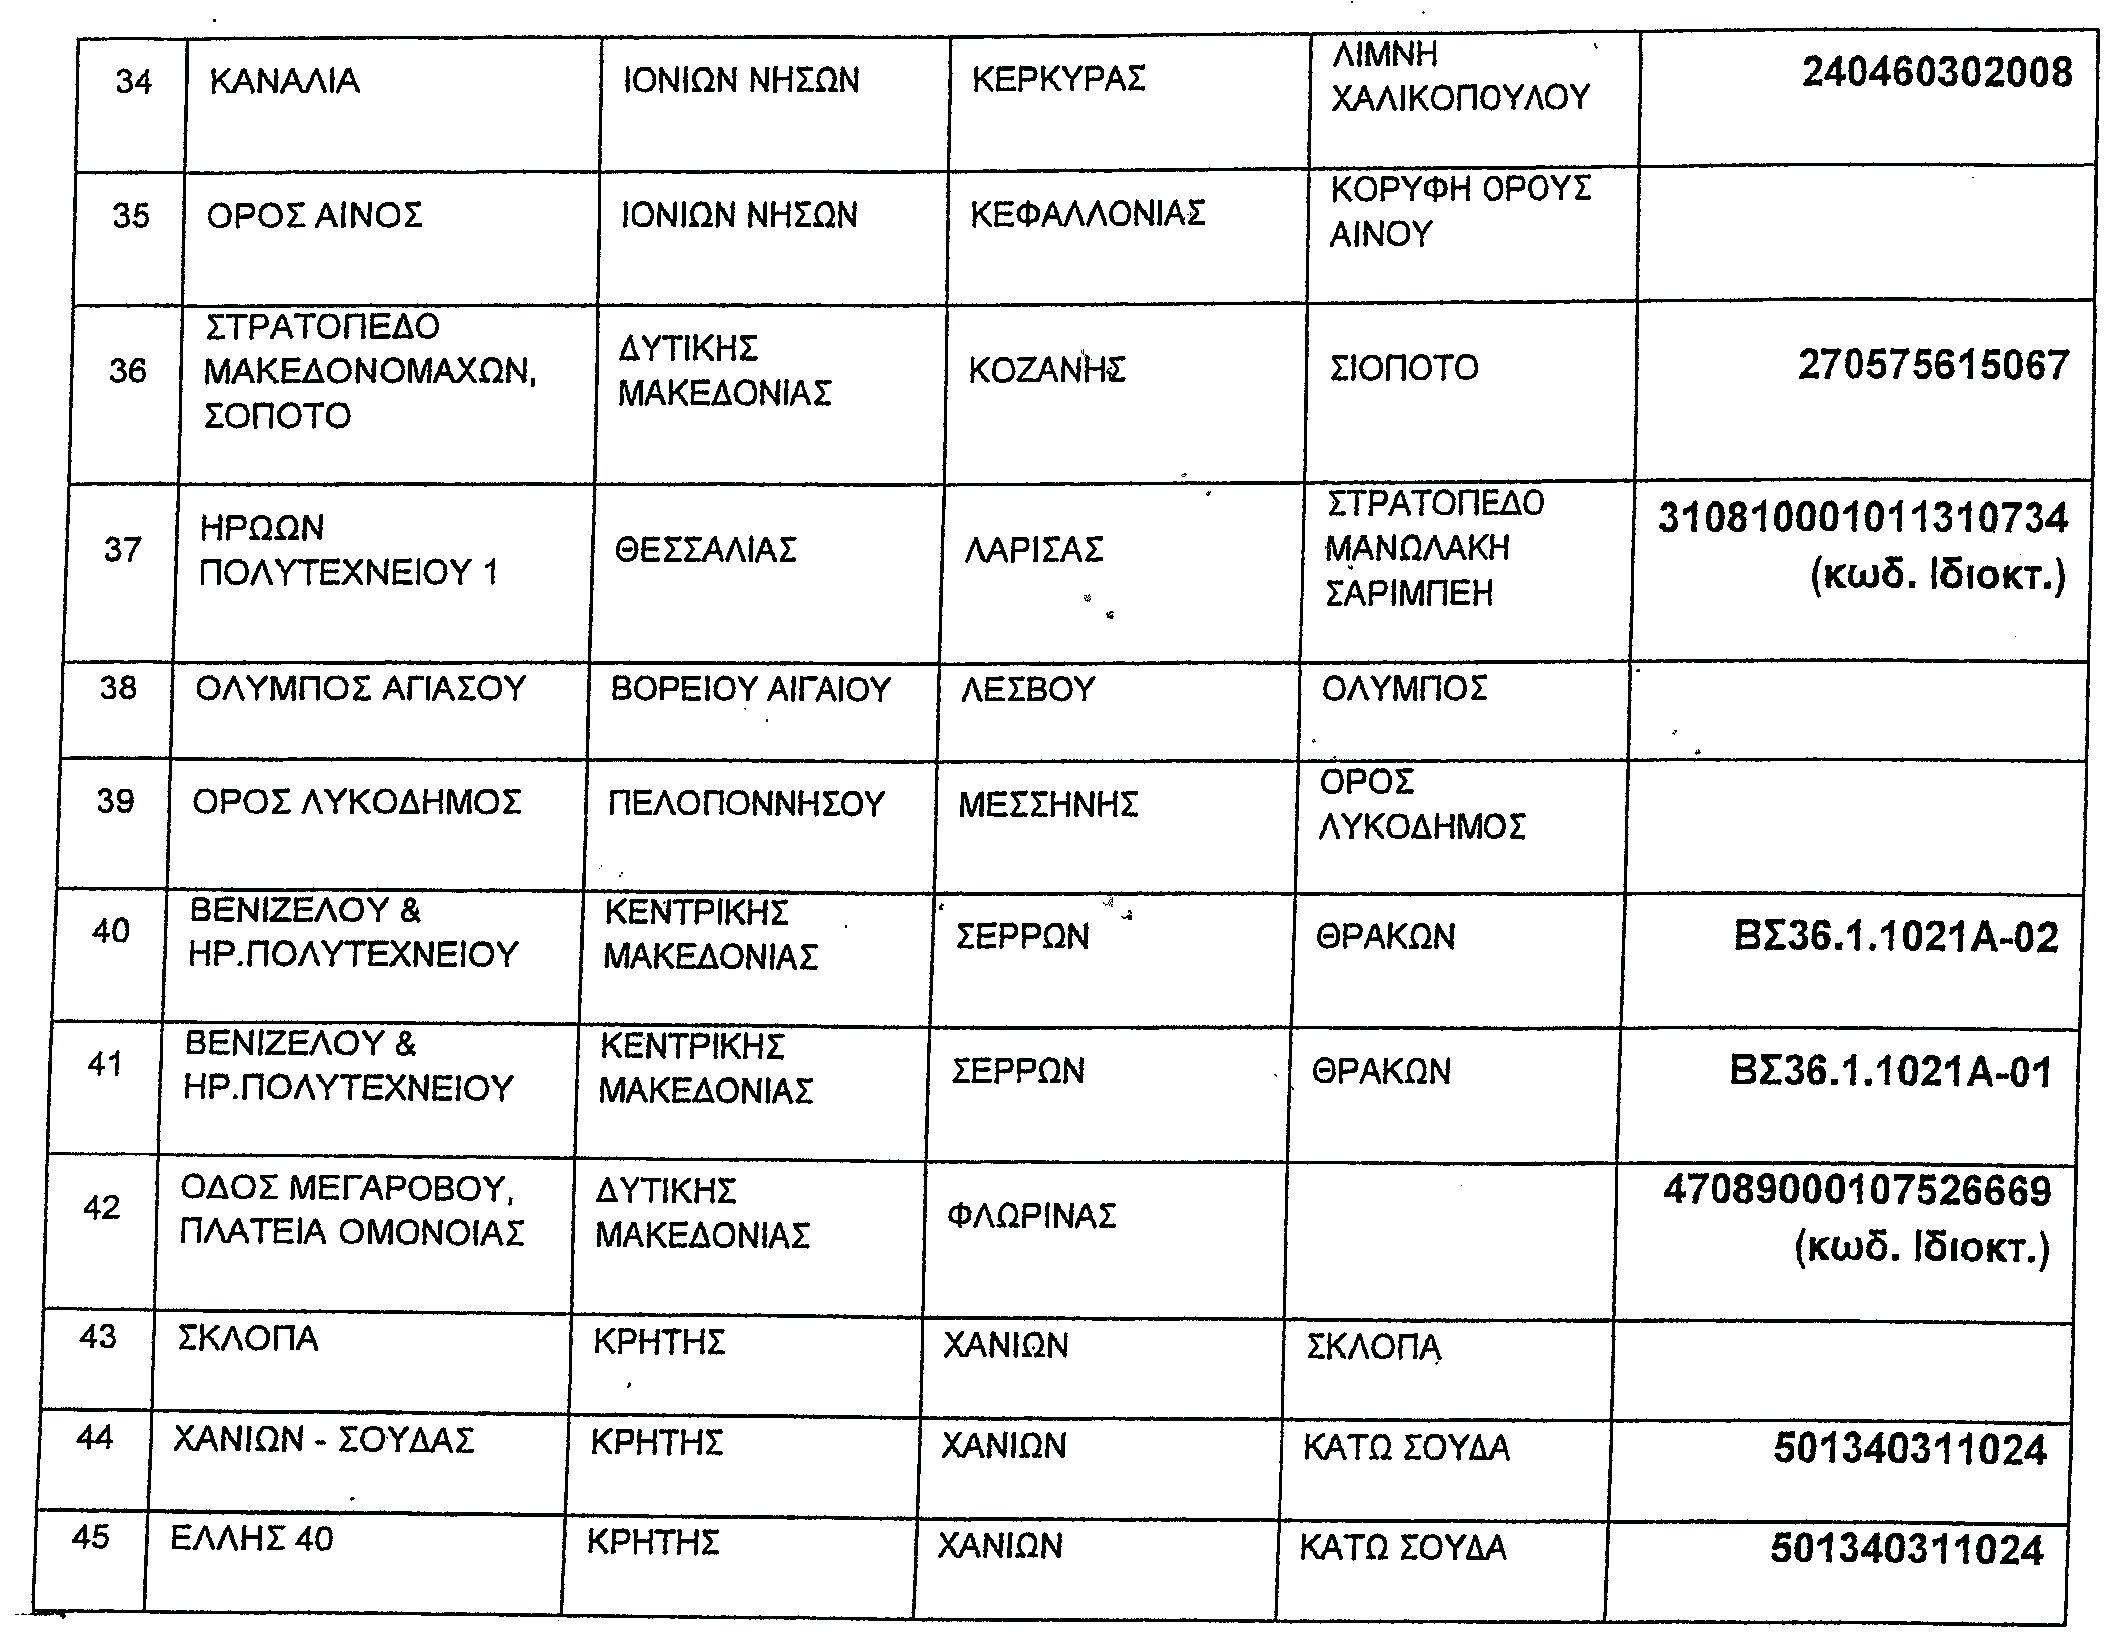 34 ΚΑΝΑΛΙΑ ΙΟΝΙΩΝ ΝΗΣΩΝ ΚΕΡΚΥΡΑΣ ΛΙΜΝΗ
ΧΑΛΙΚΟΠΟΥΛΟΥ 240460302008
35 ΟΡΟΣ ΑΙΝΟΣ ΙΟΝΙΩΝ ΝΗΣΩΝ ΚΕΦΑΛΛΟΝΙΑΣ ΚΟΡΥΦΗ ΟΡΟΥΣ
ΑΙΝΟΥ
36 ΣΤΡΑΤΟΠΕΔΟ
ΜΑΚΕΔΟΝΟΜΑΧΩΝ,
ΣΟΠΟΤΟ
ΔΥΤΙΚΗΣ
ΜΑΚΕΔΟΝΙΑΣ
ΚΟΖΑΝΗΣ ΣΙΟΠΟΤΟ 270575615067
37 ΗΡΩΩΝ
ΠΟΛΥΤΕΧΝΕΙΟΥ 1
ΘΕΣΣΑΛΙΑΣ ΛΑΡΙΣΑΣ ΣΤΡΑΤΟΠΕΔΟ
ΜΑΝΩΛΑΚΗ
ΣΑΡΙΜΠΕΗ
310810001011310734
(κωδ. Ιδιοκτ.)
38 ΟΛΥΜΠΟΣ ΑΓΙΑΣΟΥ ΒΟΡΕΙΟΥ ΑΙΓΑΙΟΥ ΛΕΣΒΟΥ ΟΛΥΜΠΟΣ
39 ΟΡΟΣ ΛΥΚΟΔΗΜΟΣ ΠΕΛΟΠΟΝΝΗΣΟΥ ΜΕΣΣΗΝΗΣ ΟΡΟΣ
ΛΥΚΟΔΗΜΟΣ
40 ΒΕΝΙΖΕΛΟΥ &
ΗΡ.ΠΟΛΥΤΕΧΝΕΙΟΥ
ΚΕΝΤΡΙΚΗΣ
ΜΑΚΕΔΟΝΙΑΣ
ΣΕΡΡΩΝ ΘΡΑΚΩΝ ΒΣ36.1.1021Α-02
41 ΒΕΝΙΖΕΛΟΥ &
ΗΡ.ΠΟΛΥΤΕΧΝΕΙΟΥ
ΚΕΝΤΡΙΚΗΣ
ΜΑΚΕΔΟΝΙΑΣ
ΣΕΡΡΩΝ ΘΡΑΚΩΝ ΒΣ36.1.1021Α-01
42 ΟΔΟΣ ΜΕΓΑΡΟΒΟΥ,
ΠΛΑΤΕΙΑ ΟΜΟΝΟΙΑΣ
ΔΥΤΙΚΗΣ
ΜΑΚΕΔΟΝΙΑΣ
ΦΛΩΡΙΝΑΣ 47089000107526669
(κωδ. Ιδιοκτ.)
43 ΣΚΛΟΠΑ ΚΡΗΤΗΣ ΧΑΝΙΩΝ ΣΚΛΟΠΑ
44 ΧΑΝΙΩΝ - ΣΟΥΔΑΣ ΚΡΗΤΗΣ ΧΑΝΙΩΝ ΚΑΤΩ ΣΟΥΔΑ 501340311024
45 ΕΛΛΗΣ 40 ΚΡΗΤΗΣ ΧΑΝΙΩΝ ΚΑΤΩ ΣΟΥΔΑ 501340311024